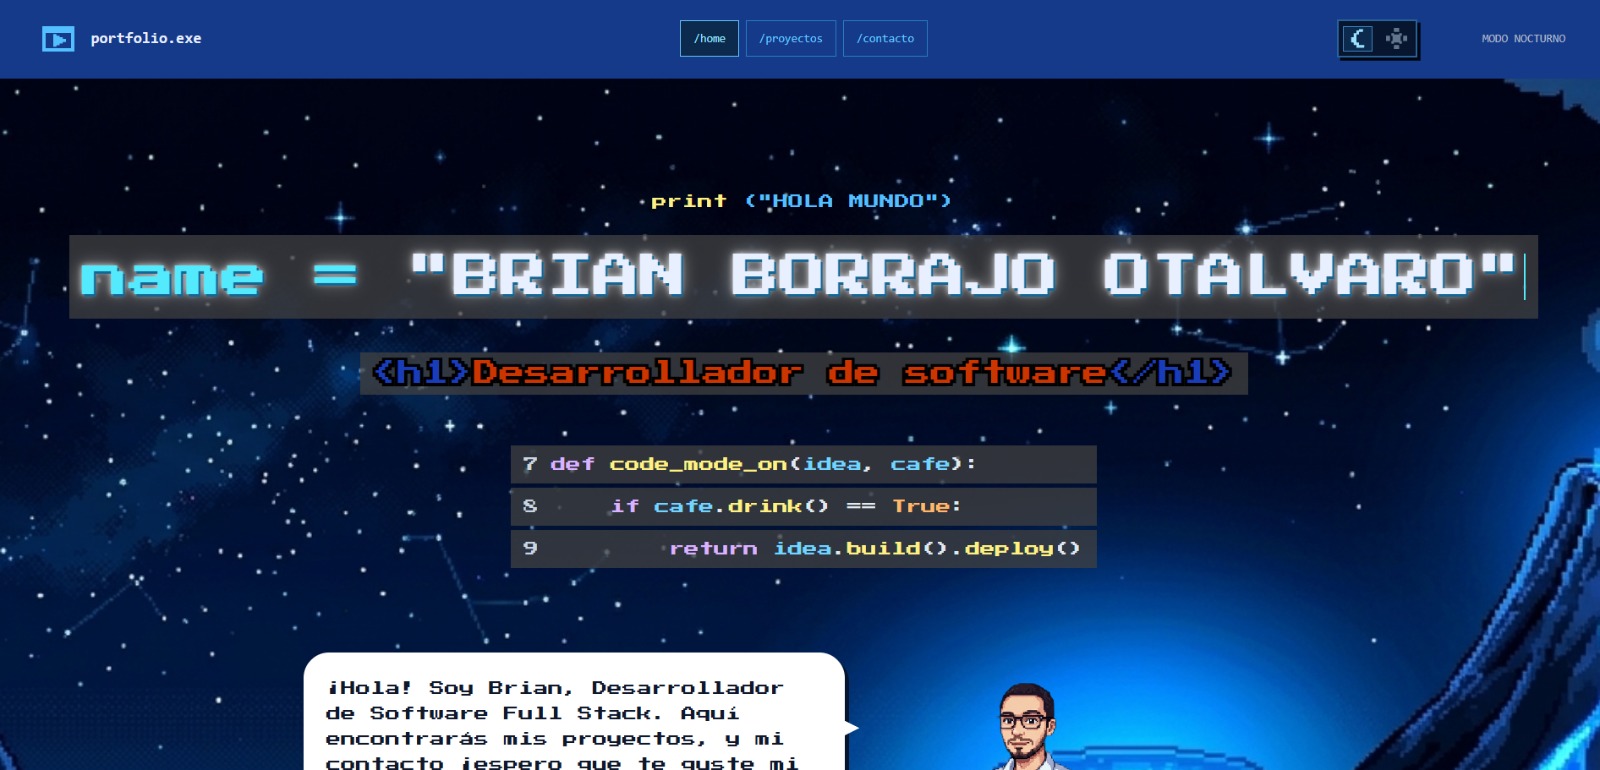 portfolio.exe
/home
/proyectos
/contacto
MODO NOCTURNO
print ("HOLA MUNDO")
name = "BRIAN BORRAJO OTALVARO"
<h1>Desarrollador de software</h1>
7 def code_mode_on(idea, cafe):
8 if cafe.drink() == True:
9 return idea.build().deploy()
¡Hola! Soy Brian, Desarrollador
de Software Full Stack. Aquí
encontrarás mis proyectos, y mi
contacto ¡espero que te guste mi